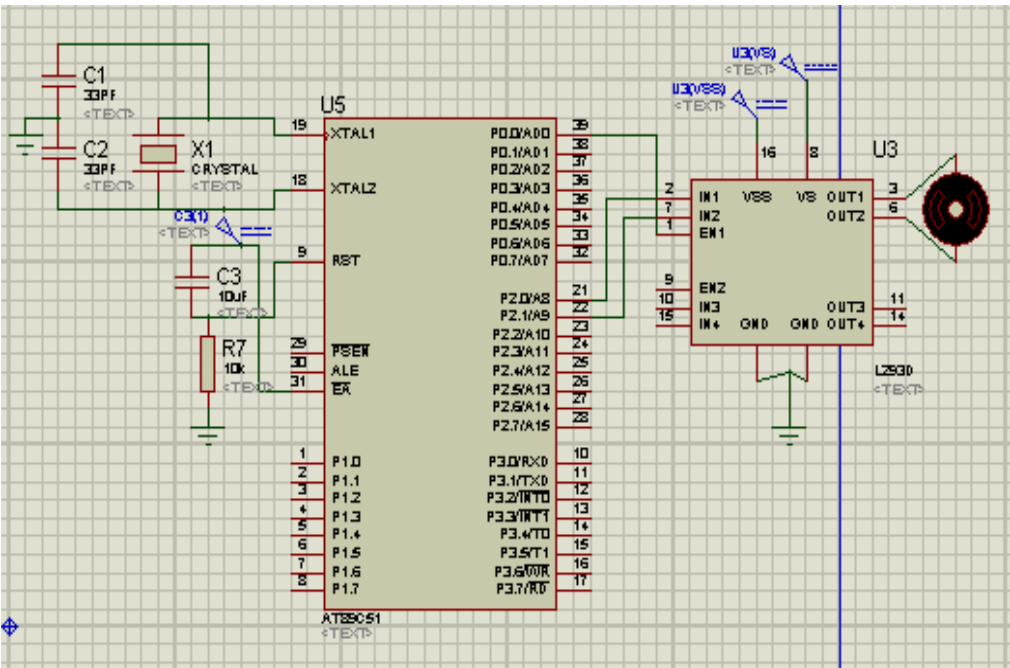 C1
33PF
<TEXT>
C2
33PF
<TEXT>
X1
CRYSTAL
<TEXT>
C3(1)
<TEXT>
C3
10uF
<TEXT>
R7
10k
<TEXT>
U5
19 XTAL1
18 XTAL2
9 RST
29 PSEN
30 ALE
31 EA
1 P1.0
2 P1.1
3 P1.2
4 P1.3
5 P1.4
6 P1.5
7 P1.6
8 P1.7
P0.0/AD0 39
P0.1/AD1 38
P0.2/AD2 37
P0.3/AD3 36
P0.4/AD4 35
P0.5/AD5 34
P0.6/AD6 33
P0.7/AD7 32
P2.0/A8 21
P2.1/A9 22
P2.2/A10 23
P2.3/A11 24
P2.4/A12 25
P2.5/A13 26
P2.6/A14 27
P2.7/A15 28
P3.0/RXD 10
P3.1/TXD 11
P3.2/INT0 12
P3.3/INT1 13
P3.4/T0 14
P3.5/T1 15
P3.6/WR 16
P3.7/RD 17
AT89C51
<TEXT>
U3(VS)
<TEXT>
U3(VSS)
<TEXT>
16 8
U3
2 IN1 VSS VS OUT1 3
7 IN2 OUT2 6
1 EN1
9 EN2
10 IN3 OUT3 11
15 IN4 GND GND OUT4 14
L293D
<TEXT>